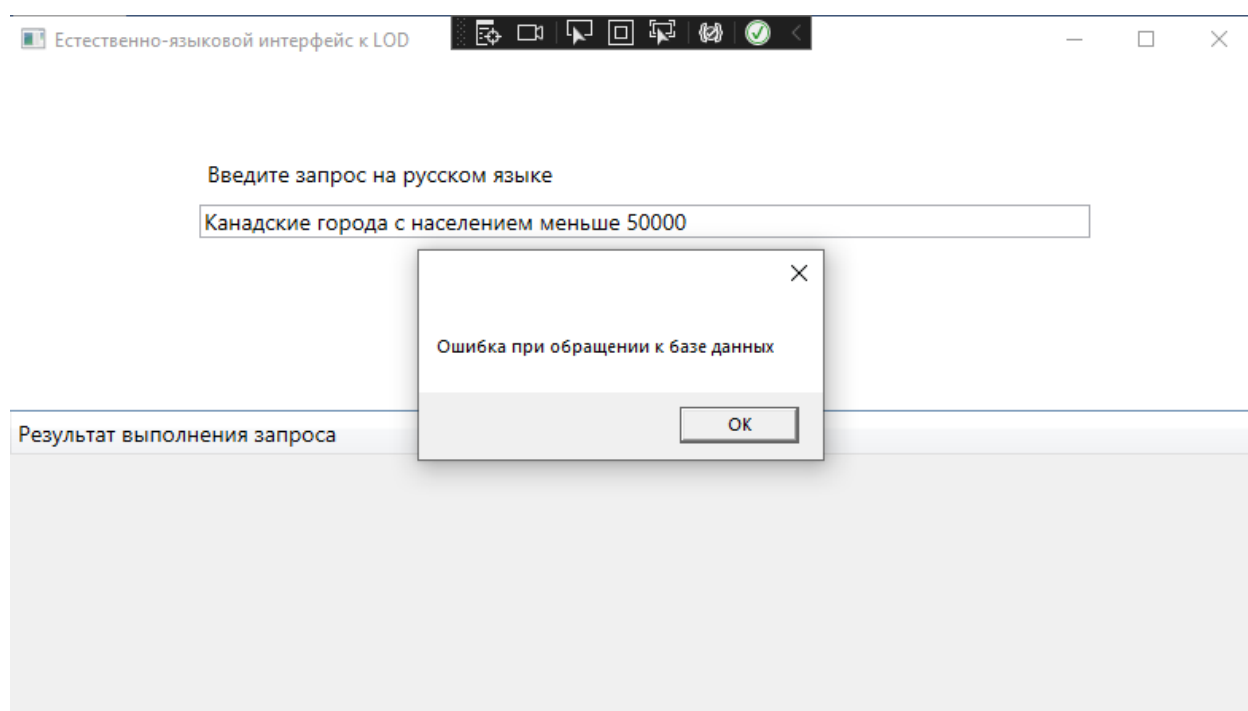 Естественно-языковой интерфейс к LOD
Введите запрос на русском языке
Канадские города с населением меньше 50000
Ошибка при обращении к базе данных
ОК
Результат выполнения запроса